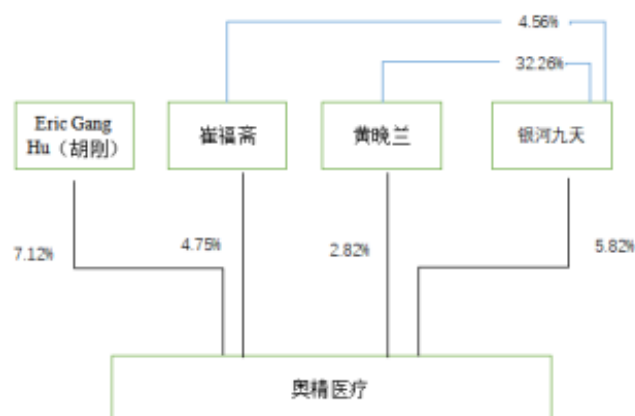 4.56%
32.26%
Eric Gang
Hu（胡刚）
崔福斋
黄晚兰
银河九天
7.12%
4.75%
2.82%
5.82%
奥精医疗